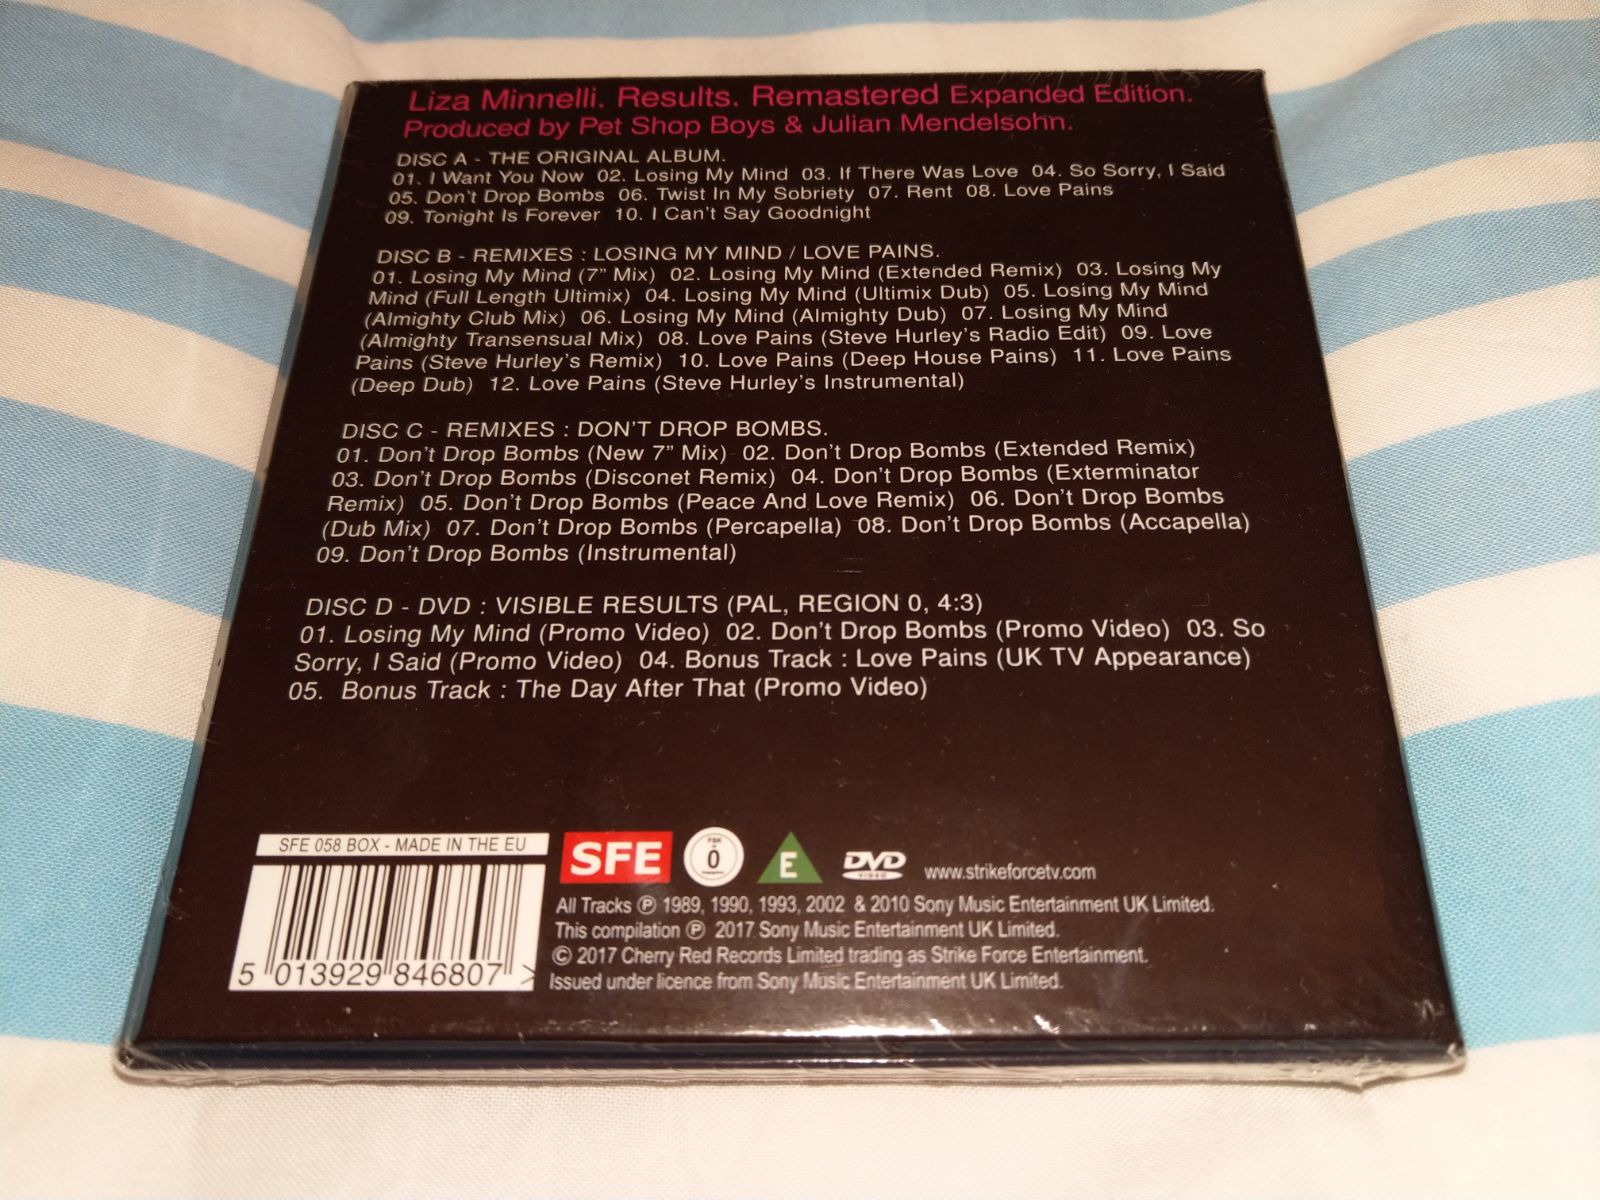 Liza Minnelli. Results. Remastered Expanded Edition.
Produced by Pet Shop Boys & Julian Mendelsohn.
DISC A - THE ORIGINAL ALBUM.
01. I Want You Now 02. Losing My Mind 03. If There Was Love 04. So Sorry, I Said
05. Don't Drop Bombs 06. Twist In My Sobriety 07. Rent 08. Love Pains
09. Tonight Is Forever 10. I Can't Say Goodnight
DISC B - REMIXES : LOSING MY MIND / LOVE PAINS.
01. Losing My Mind (7" Mix) 02. Losing My Mind (Extended Remix) 03. Losing My
Mind (Full Length Ultimix) 04. Losing My Mind (Ultimix Dub) 05. Losing My Mind
(Almighty Club Mix) 06. Losing My Mind (Almighty Dub) 07. Losing My Mind
(Almighty Transensual Mix) 08. Love Pains (Steve Hurley's Radio Edit) 09. Love
Pains (Steve Hurley's Remix) 10. Love Pains (Deep House Pains) 11. Love Pains
(Deep Dub) 12. Love Pains (Steve Hurley's Instrumental)
DISC C - REMIXES : DON'T DROP BOMBS.
01. Don't Drop Bombs (New 7" Mix) 02. Don't Drop Bombs (Extended Remix)
03. Don't Drop Bombs (Disconet Remix) 04. Don't Drop Bombs (Exterminator
Remix) 05. Don't Drop Bombs (Peace And Love Remix) 06. Don't Drop Bombs
(Dub Mix) 07. Don't Drop Bombs (Percapella) 08. Don't Drop Bombs (Accapella)
09. Don't Drop Bombs (Instrumental)
DISC D - DVD : VISIBLE RESULTS (PAL, REGION 0, 4:3)
01. Losing My Mind (Promo Video) 02. Don't Drop Bombs (Promo Video) 03. So
Sorry, I Said (Promo Video) 04. Bonus Track : Love Pains (UK TV Appearance)
05. Bonus Track : The Day After That (Promo Video)
SFE 058 BOX - MADE IN THE EU
5 013929 846807 >
SFE
FSK
0
E
DVD
VIDEO
www.strikeforcetv.com
All Tracks ℗ 1989, 1990, 1993, 2002 & 2010 Sony Music Entertainment UK Limited.
This compilation ℗ 2017 Sony Music Entertainment UK Limited.
© 2017 Cherry Red Records Limited trading as Strike Force Entertainment.
Issued under licence from Sony Music Entertainment UK Limited.